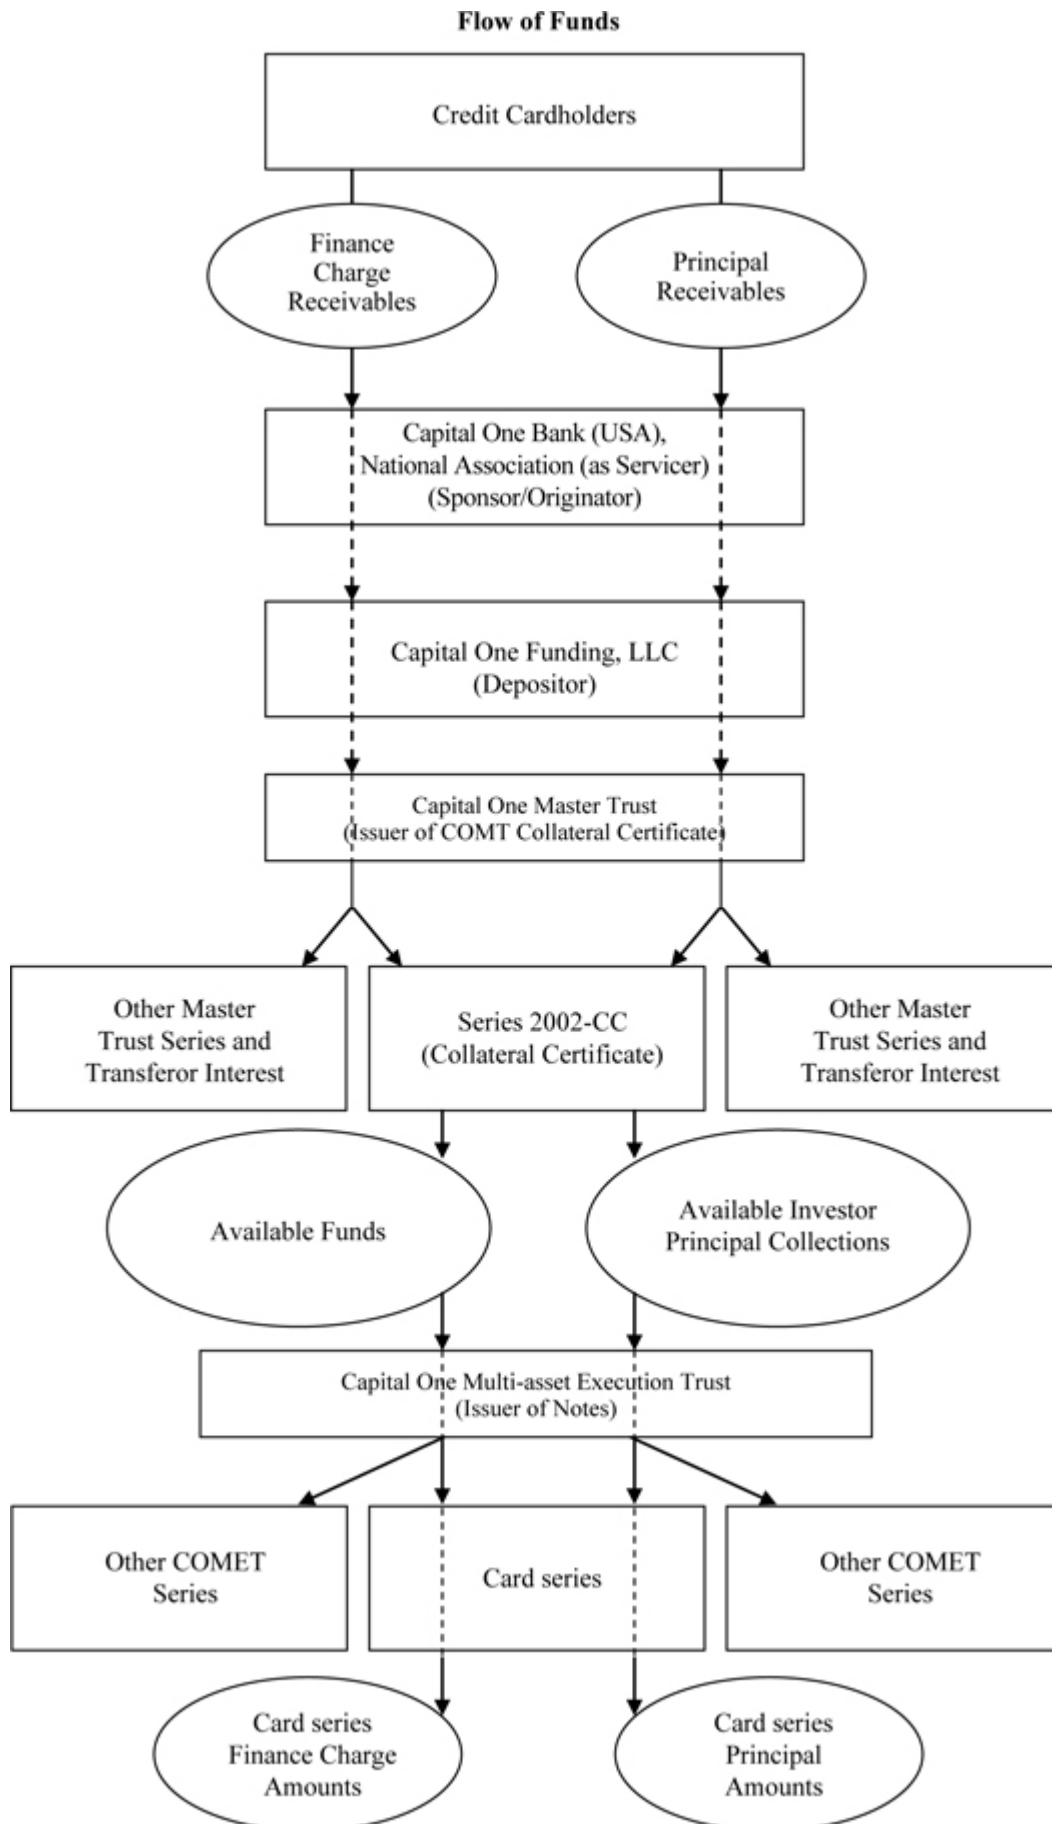 Flow of Funds
Credit Cardholders
Finance
Charge
Receivables
Principal
Receivables
Capital One Bank (USA),
National Association (as Servicer)
(Sponsor/Originator)
Capital One Funding, LLC
(Depositor)
Capital One Master Trust
(Issuer of COMT Collateral Certificate)
Other Master
Trust Series and
Transferor Interest
Series 2002-CC
(Collateral Certificate)
Other Master
Trust Series and
Transferor Interest
Available Funds
Available Investor
Principal Collections
Capital One Multi-asset Execution Trust
(Issuer of Notes)
Other COMET
Series
Card series
Other COMET
Series
Card series
Finance Charge
Amounts
Card series
Principal
Amounts